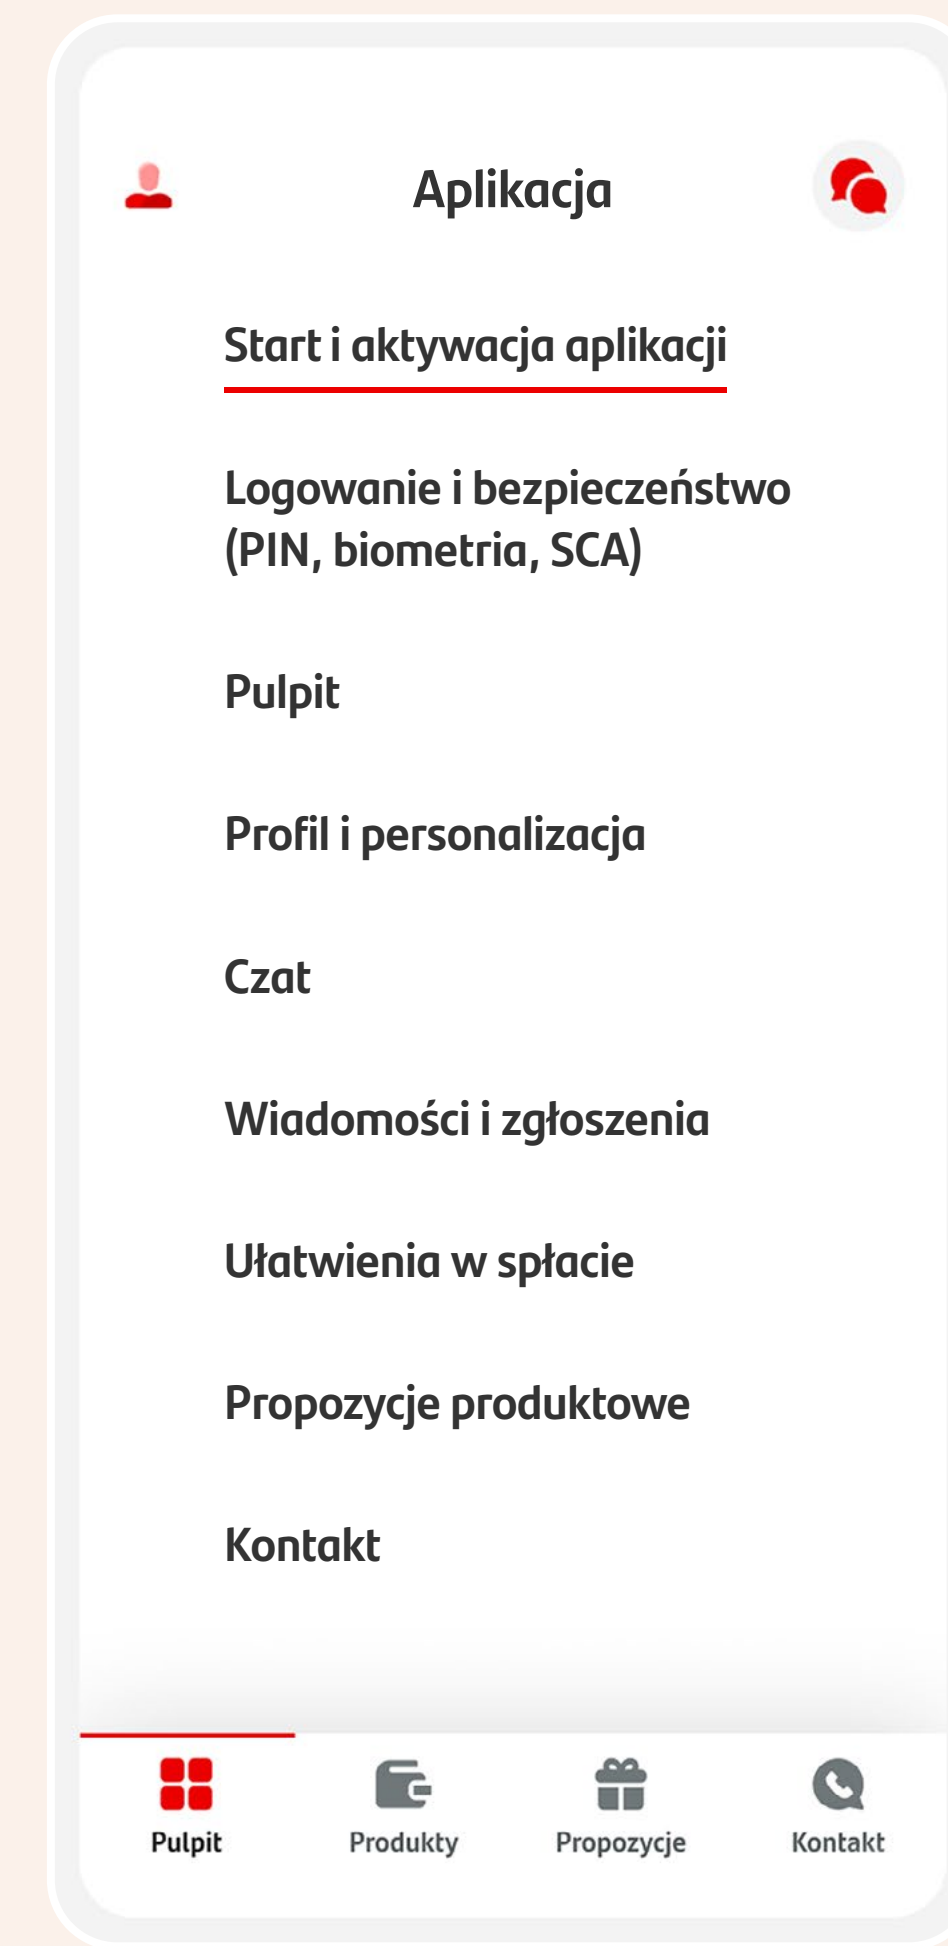 Aplikacja
Start i aktywacja aplikacji
Logowanie i bezpieczeństwo
(PIN, biometria, SCA)
Pulpit
Profil i personalizacja
Czat
Wiadomości i zgłoszenia
Ułatwienia w spłacie
Propozycje produktowe
Kontakt
Pulpit
Produkty
Propozycje
Kontakt